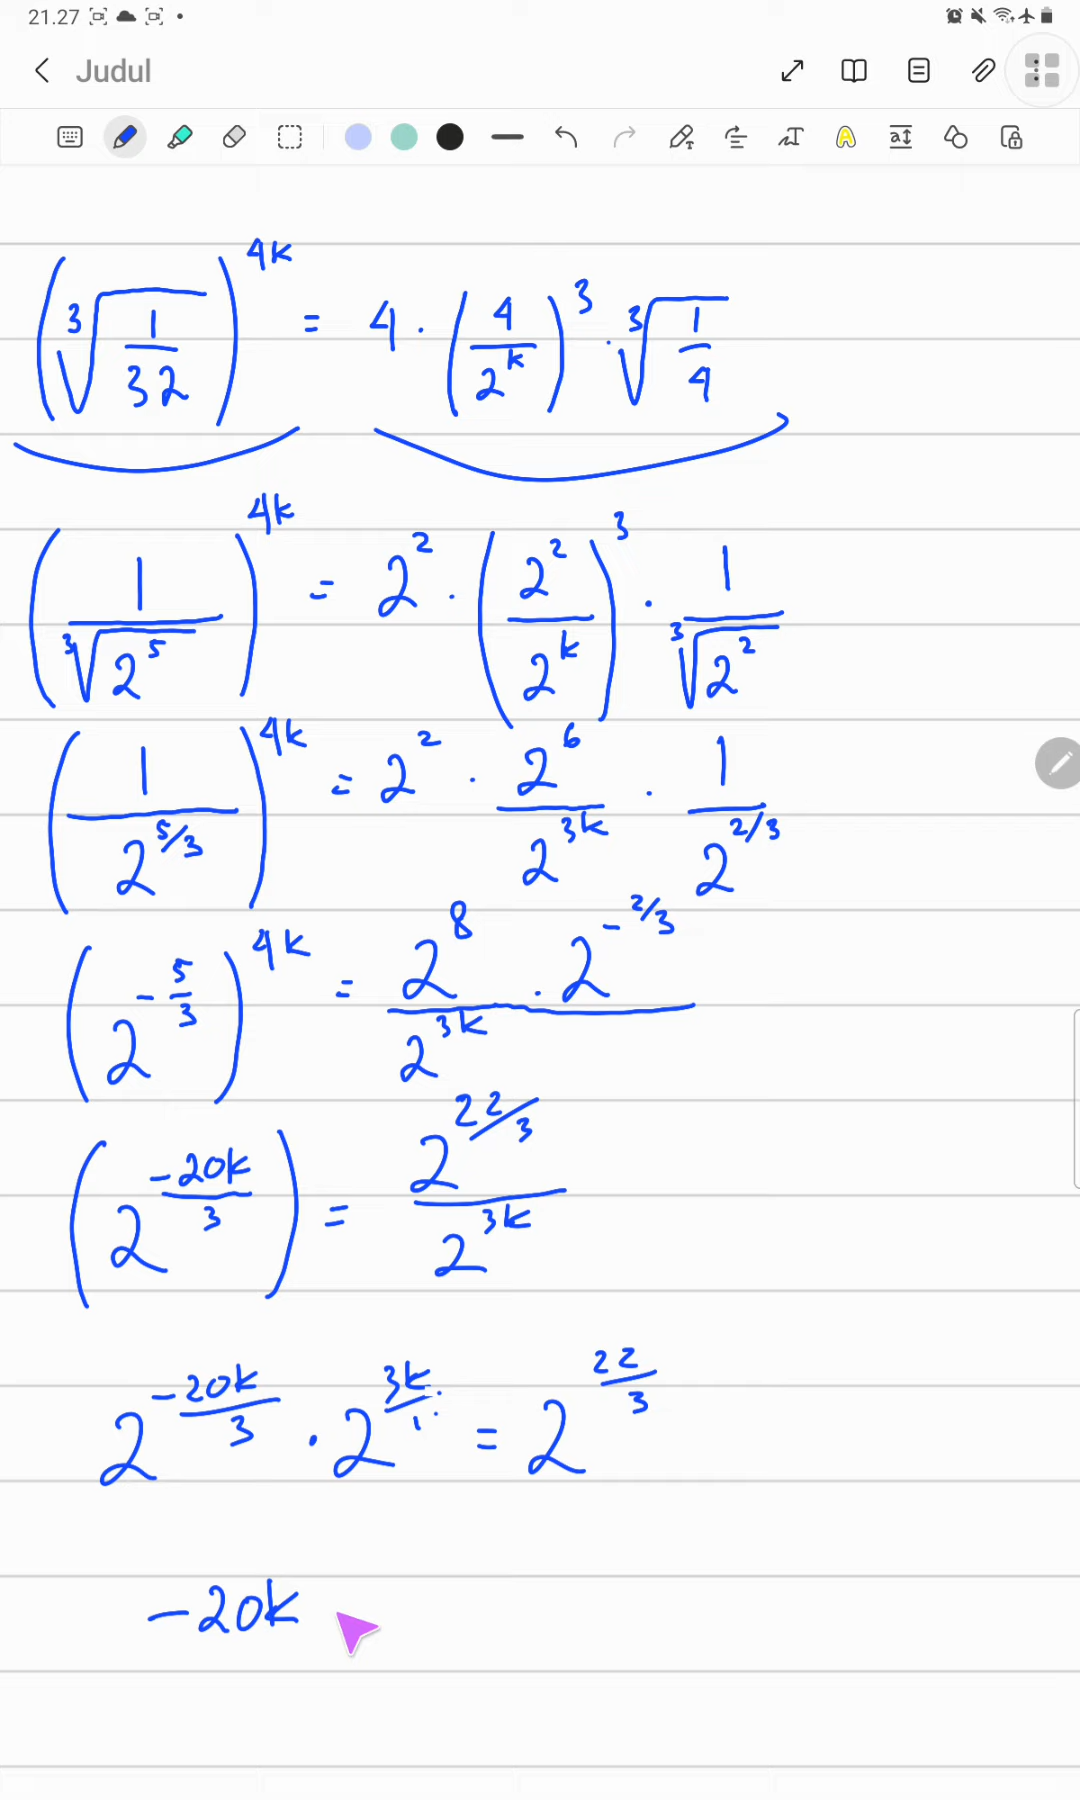 21.27
Judul
(∛(1/32))^(4k) = 4 · (4/2^k)^3 · ∛(1/4)
(1/∛(2^5))^(4k) = 2^2 · (2^2/2^k)^3 · 1/∛(2^2)
(1/2^(5/3))^(4k) = 2^2 · 2^6/2^(3k) · 1/2^(2/3)
(2^(-5/3))^(4k) = (2^8 · 2^(-2/3))/2^(3k)
(2^(-20k/3)) = 2^(22/3)/2^(3k)
2^(-20k/3) · 2^(3k/1) = 2^(22/3)
-20k